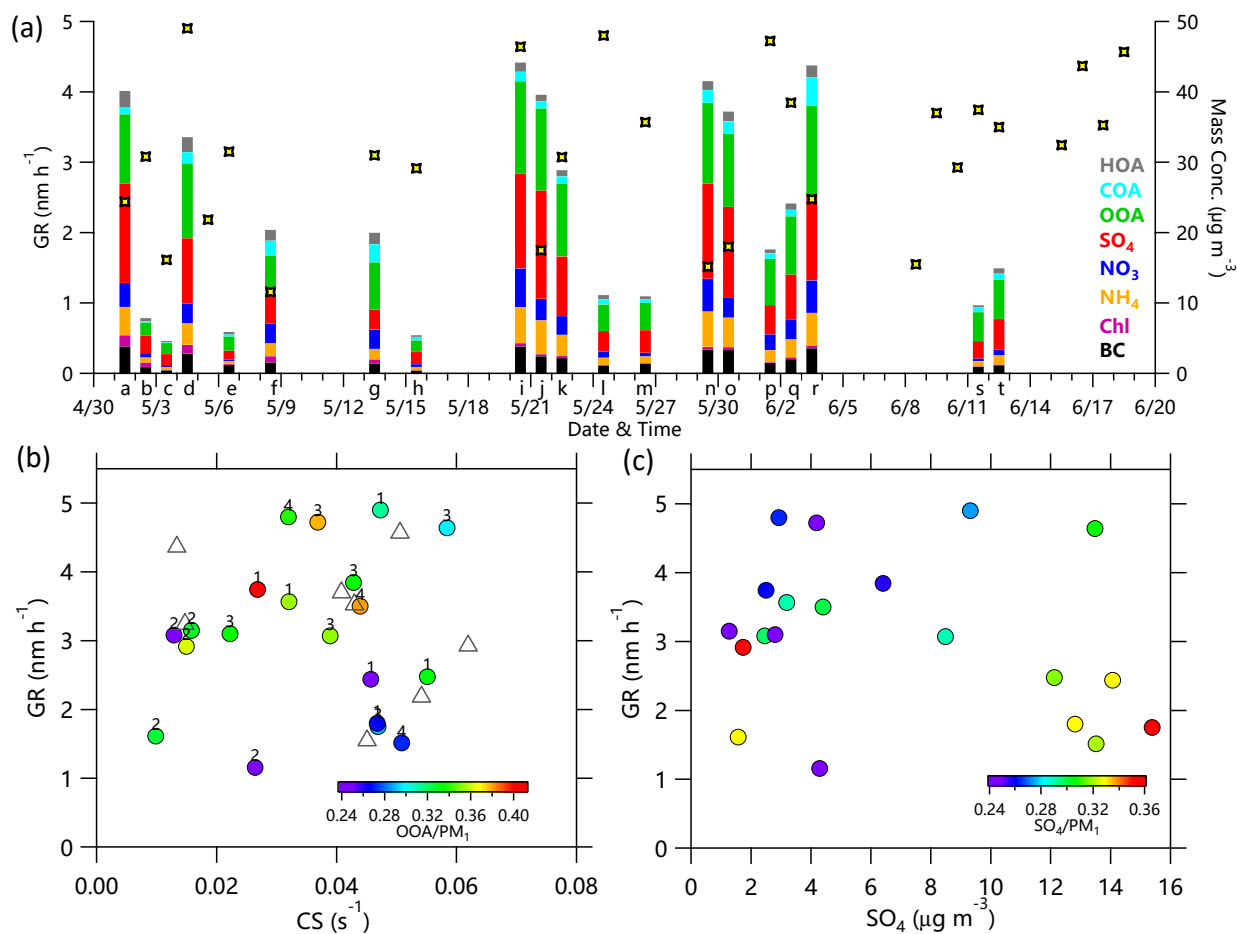 (a)
5
4
3
2
1
0
GR (nm h-1)
50
40
30
20
10
0
Mass Conc. (μg m-3)
HOA
COA
OOA
SO4
NO3
NH4
Chl
BC
a b c d e f g h i j k l m n o p q r s t
4/30 5/3 5/6 5/9 5/12 5/15 5/18 5/21 5/24 5/27 5/30 6/2 6/5 6/8 6/11 6/14 6/17 6/20
Date & Time
(b)
5
4
3
2
1
0
GR (nm h-1)
4 3 1 3
1 1 3 4
2 2 2 3 3
1 1
2 1 4
2
0.24 0.28 0.32 0.36 0.40
OOA/PM1
0.00 0.02 0.04 0.06 0.08
CS (s-1)
(c)
5
4
3
2
1
0
GR (nm h-1)
0.24 0.28 0.32 0.36
SO4/PM1
0 2 4 6 8 10 12 14 16
SO4 (μg m-3)